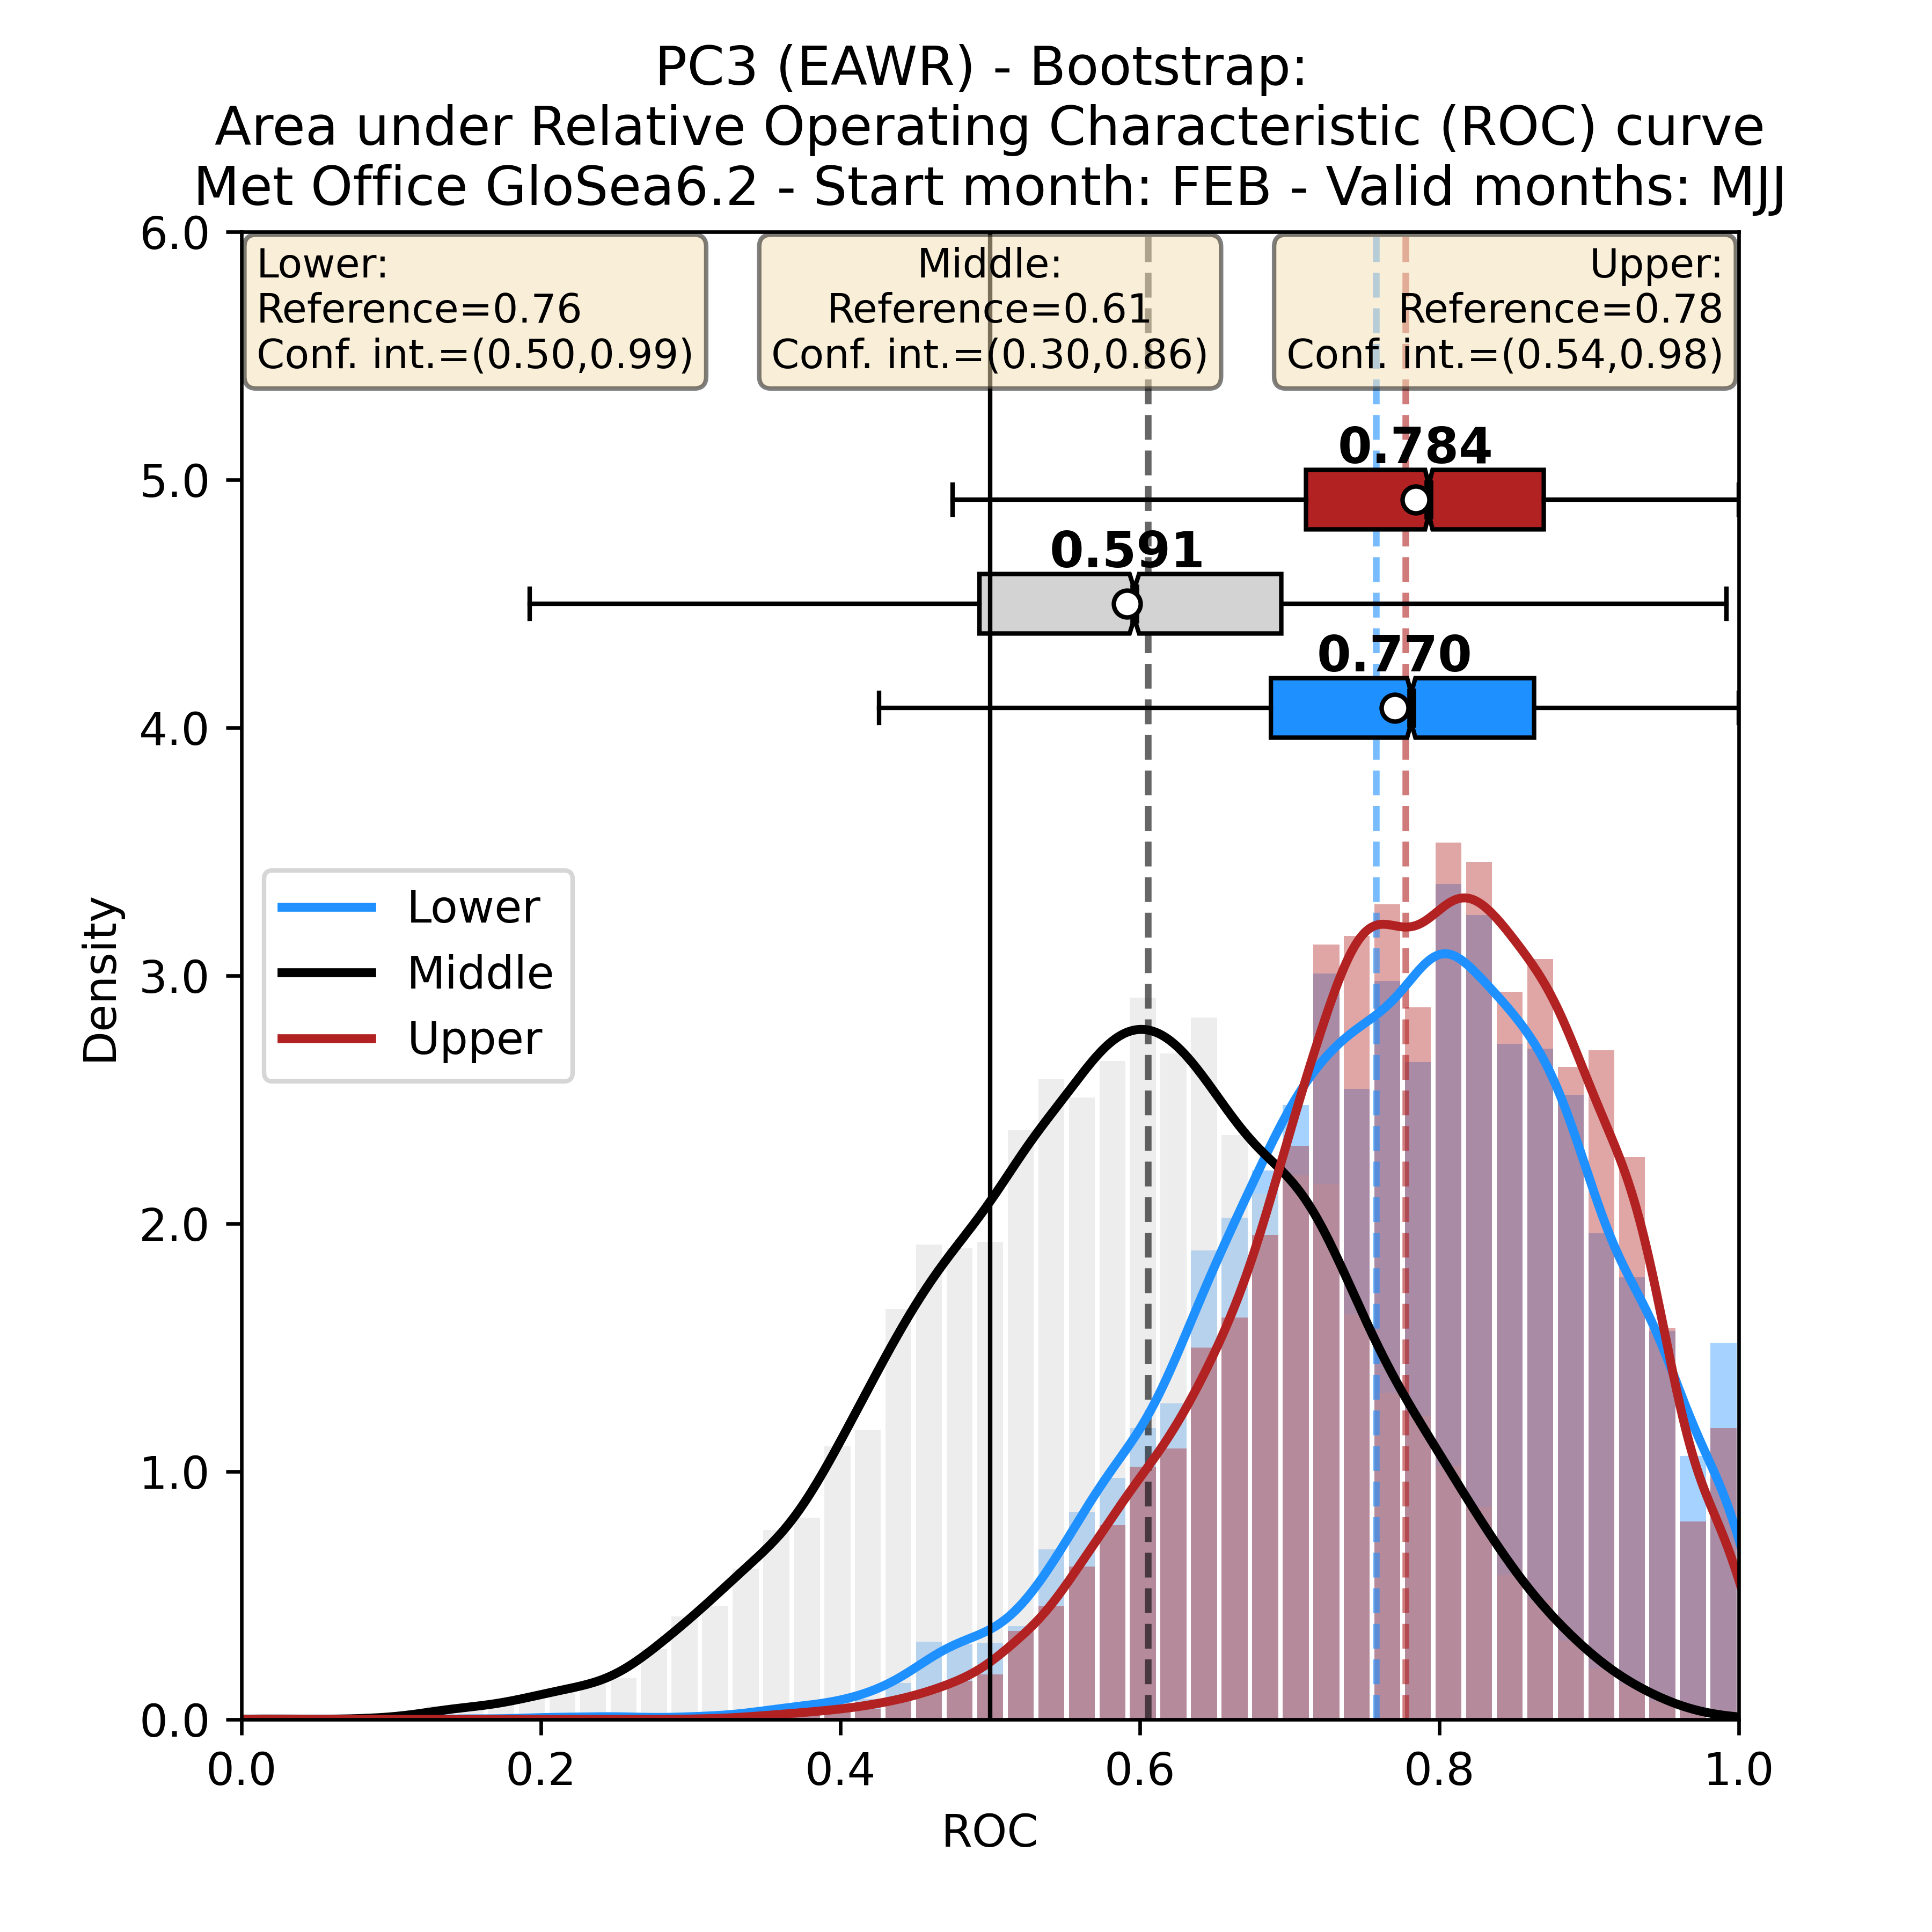 PC3 (EAWR) - Bootstrap:
Area under Relative Operating Characteristic (ROC) curve
Met Office GloSea6.2 - Start month: FEB - Valid months: MJJ
Lower:
Reference=0.76
Conf. int.=(0.50,0.99)
Middle:
Reference=0.61
Conf. int.=(0.30,0.86)
Upper:
Reference=0.78
Conf. int.=(0.54,0.98)
0.784
0.591
0.770
Lower
Middle
Upper
Density
6.0
5.0
4.0
3.0
2.0
1.0
0.0
0.0 0.2 0.4 0.6 0.8 1.0
ROC